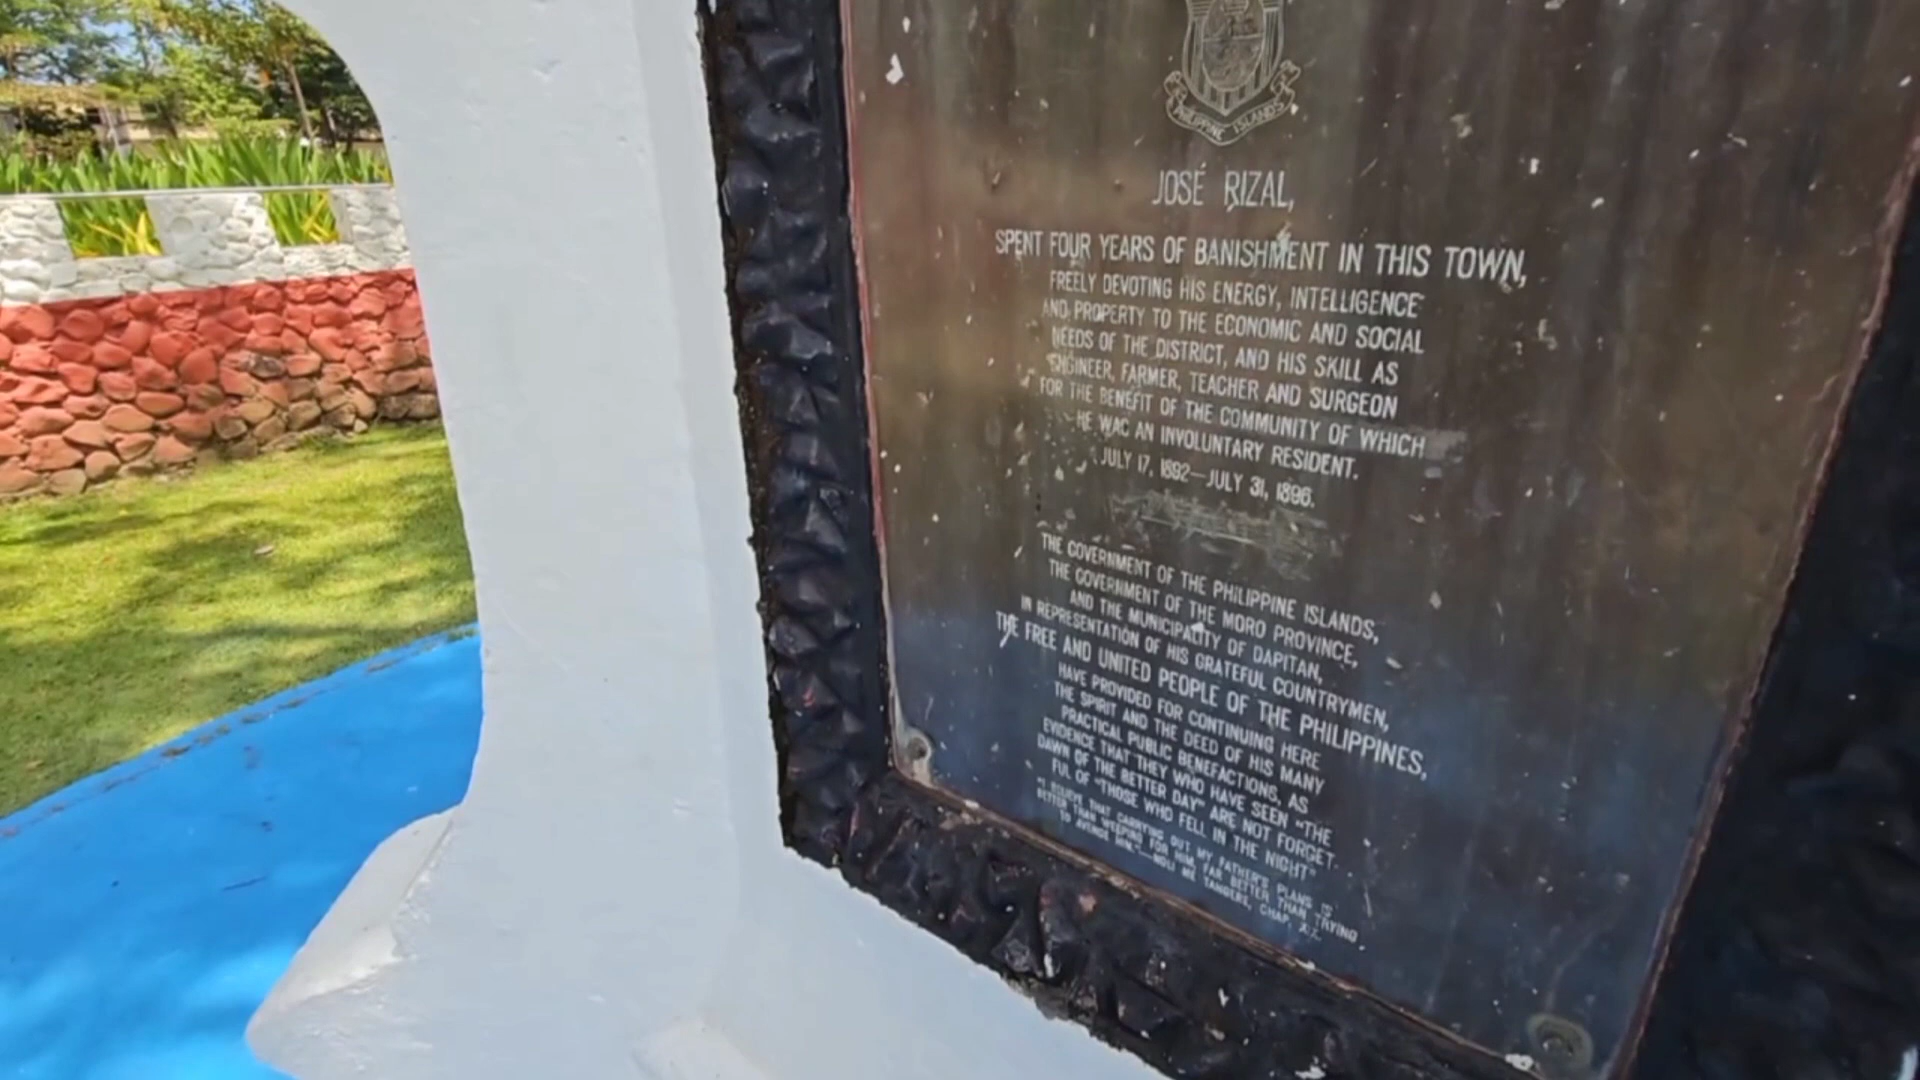 PHILIPPINE ISLANDS
JOSÉ RIZAL,
SPENT FOUR YEARS OF BANISHMENT IN THIS TOWN,
FREELY DEVOTING HIS ENERGY, INTELLIGENCE
AND PROPERTY TO THE ECONOMIC AND SOCIAL
NEEDS OF THE DISTRICT, AND HIS SKILL AS
ENGINEER, FARMER, TEACHER AND SURGEON
FOR THE BENEFIT OF THE COMMUNITY OF WHICH
HE WAC AN INVOLUNTARY RESIDENT.
JULY 17, 1892—JULY 31, 1896.
THE GOVERNMENT OF THE PHILIPPINE ISLANDS,
THE GOVERNMENT OF THE MORO PROVINCE,
AND THE MUNICIPALITY OF DAPITAN,
IN REPRESENTATION OF HIS GRATEFUL COUNTRYMEN,
THE FREE AND UNITED PEOPLE OF THE PHILIPPINES,
HAVE PROVIDED FOR CONTINUING HERE
THE SPIRIT AND THE DEED OF HIS MANY
PRACTICAL PUBLIC BENEFACTIONS, AS
EVIDENCE THAT THEY WHO HAVE SEEN "THE
DAWN OF THE BETTER DAY" ARE NOT FORGET-
FUL OF "THOSE WHO FELL IN THE NIGHT"
"I BELIEVE THAT CARRYING OUT MY FATHER'S PLANS IS
BETTER THAN WEEPING FOR HIM, FAR BETTER THAN TRYING
TO AVENGE HIM."—NOLI ME TANGERE, CHAP.